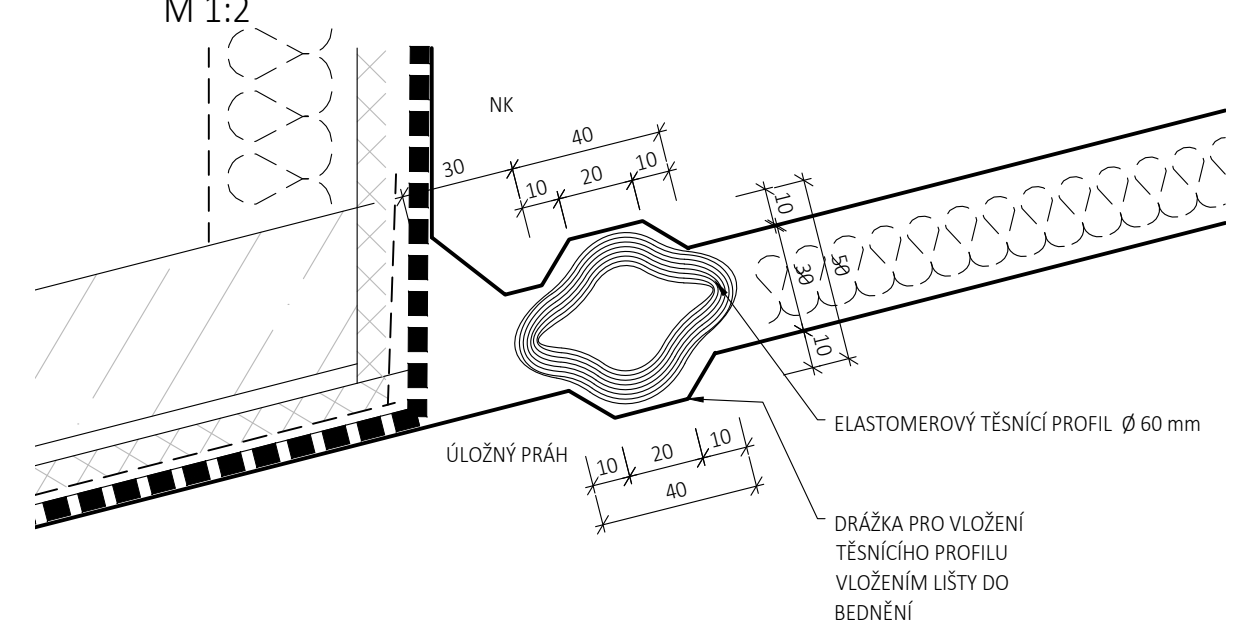 M 1:2
NK
40
30
10
20
10
10
30
50
10
ELASTOMEROVÝ TĚSNÍCÍ PROFIL Ø 60 mm
ÚLOŽNÝ PRÁH
10
20
10
40
DRÁŽKA PRO VLOŽENÍ
TĚSNÍCÍHO PROFILU
VLOŽENÍM LIŠTY DO
BEDNĚNÍ